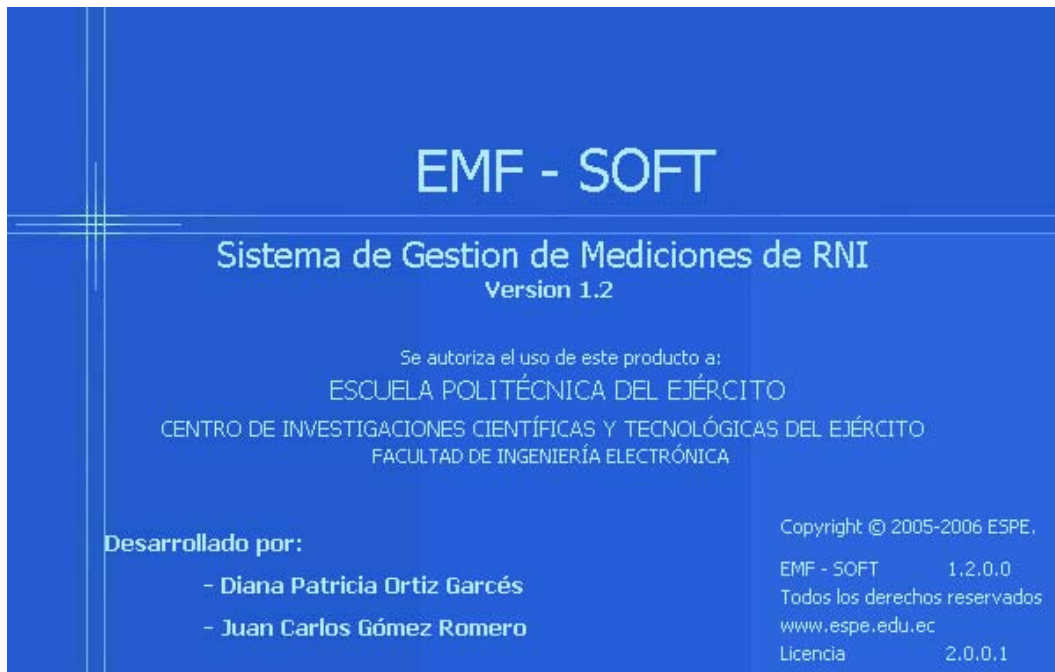 EMF - SOFT
Sistema de Gestion de Mediciones de RNI
Version 1.2
Se autoriza el uso de este producto a:
ESCUELA POLITÉCNICA DEL EJÉRCITO
CENTRO DE INVESTIGACIONES CIENTÍFICAS Y TECNOLÓGICAS DEL EJÉRCITO
FACULTAD DE INGENIERÍA ELECTRÓNICA
Desarrollado por:
- Diana Patricia Ortiz Garcés
- Juan Carlos Gómez Romero
Copyright © 2005-2006 ESPE.
EMF - SOFT 1.2.0.0
Todos los derechos reservados
www.espe.edu.ec
Licencia 2.0.0.1